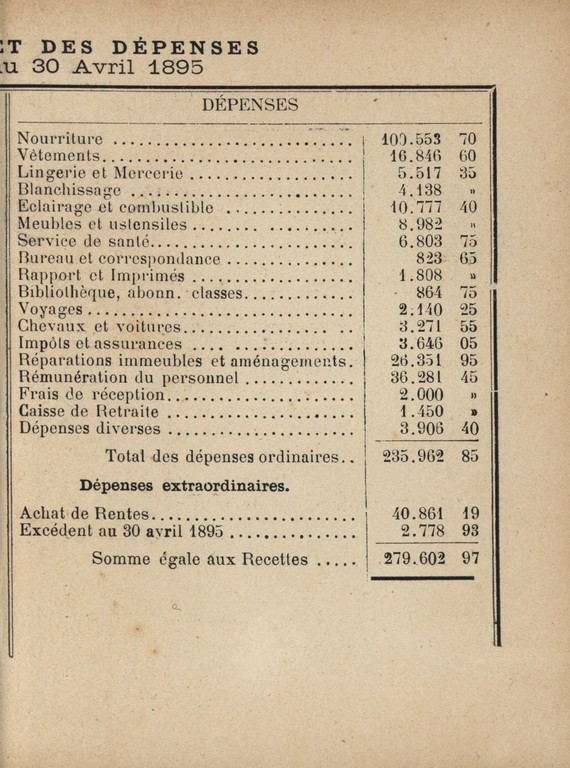 ET DES DÉPENSES
au 30 Avril 1895
DÉPENSES
Nourriture ........................ 100.553 70
Vêtements........................ 16.846 60
Lingerie et Mercerie ................ 5.517 35
Blanchissage ...................... 4.138 »
Eclairage et combustible ............ 10.777 40
Meubles et ustensiles ............... 8.982 »
Service de santé................... 6.803 75
Bureau et correspondance ........... 823 65
Rapport et Imprimés ............... 1.808 »
Bibliothèque, abonn. classes........... 864 75
Voyages ......................... 2.140 25
Chevaux et voitures................ 3.271 55
Impôts et assurances ............... 3.646 05
Réparations immeubles et aménagements. 26.351 95
Rémunération du personnel ........... 36.281 45
Frais de réception.................. 2.000 »
Caisse de Retraite .................. 1.450 »
Dépenses diverses .................. 3.906 40
Total des dépenses ordinaires.. 235.962 85
Dépenses extraordinaires.
Achat de Rentes.................... 40.861 19
Excédent au 30 avril 1895 ............ 2.778 93
Somme égale aux Recettes ..... 279.602 97